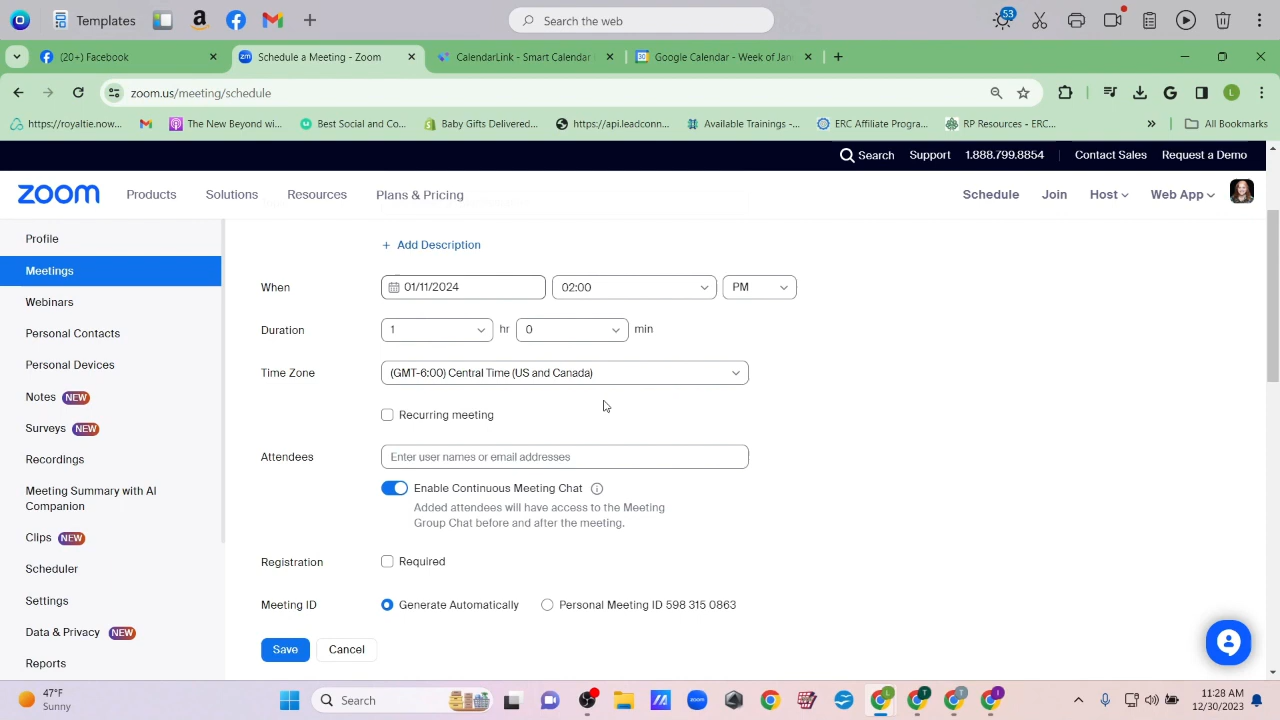 Templates
Search the web
53
(20+) Facebook
Schedule a Meeting - Zoom
CalendarLink - Smart Calendar
Google Calendar - Week of Jan
zoom.us/meeting/schedule
https://royaltie.now...
The New Beyond wi...
Best Social and Co...
Baby Gifts Delivered...
https://api.leadconn...
Available Trainings -...
ERC Affiliate Progra...
RP Resources - ERC...
All Bookmarks
Search
Support
1.888.799.8854
Contact Sales
Request a Demo
zoom
Products
Solutions
Resources
Plans & Pricing
Schedule
Join
Host
Web App
Profile
Meetings
Webinars
Personal Contacts
Personal Devices
Notes NEW
Surveys NEW
Recordings
Meeting Summary with AI
Companion
Clips NEW
Scheduler
Settings
Data & Privacy NEW
Reports
+ Add Description
When
01/11/2024
02:00
PM
Duration
1
hr
0
min
Time Zone
(GMT-6:00) Central Time (US and Canada)
Recurring meeting
Attendees
Enter user names or email addresses
Enable Continuous Meeting Chat
Added attendees will have access to the Meeting
Group Chat before and after the meeting.
Registration
Required
Meeting ID
Generate Automatically
Personal Meeting ID 598 315 0863
Save
Cancel
47°F
Sunny
Search
11:28 AM
12/30/2023